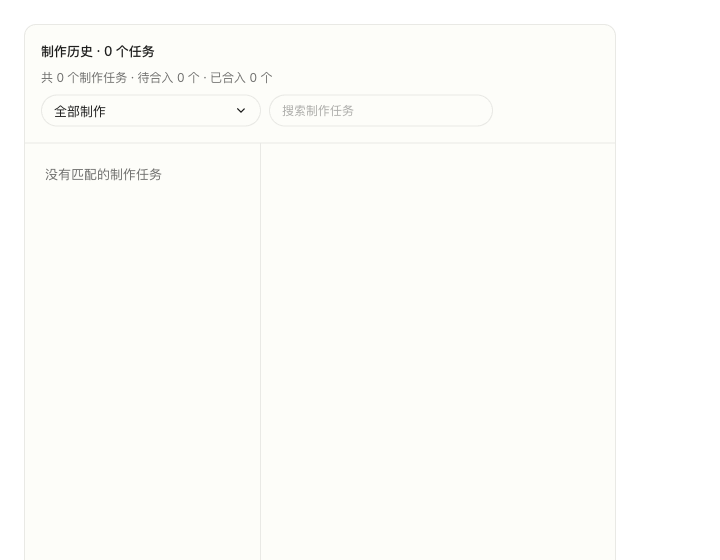 制作历史 · 0 个任务
共 0 个制作任务 · 待合入 0 个 · 已合入 0 个
全部制作
搜索制作任务
没有匹配的制作任务